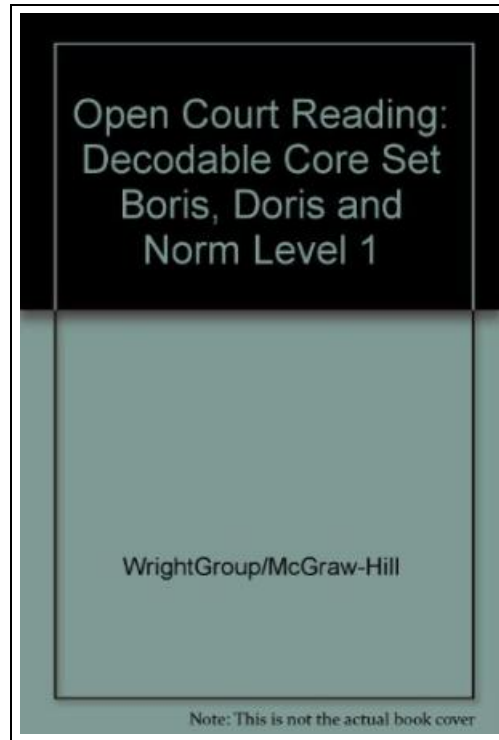 Open Court Reading:
Decodable Core Set
Boris, Doris and
Norm Level 1
WrightGroup/McGraw-Hill
Note: This is not the actual book cover